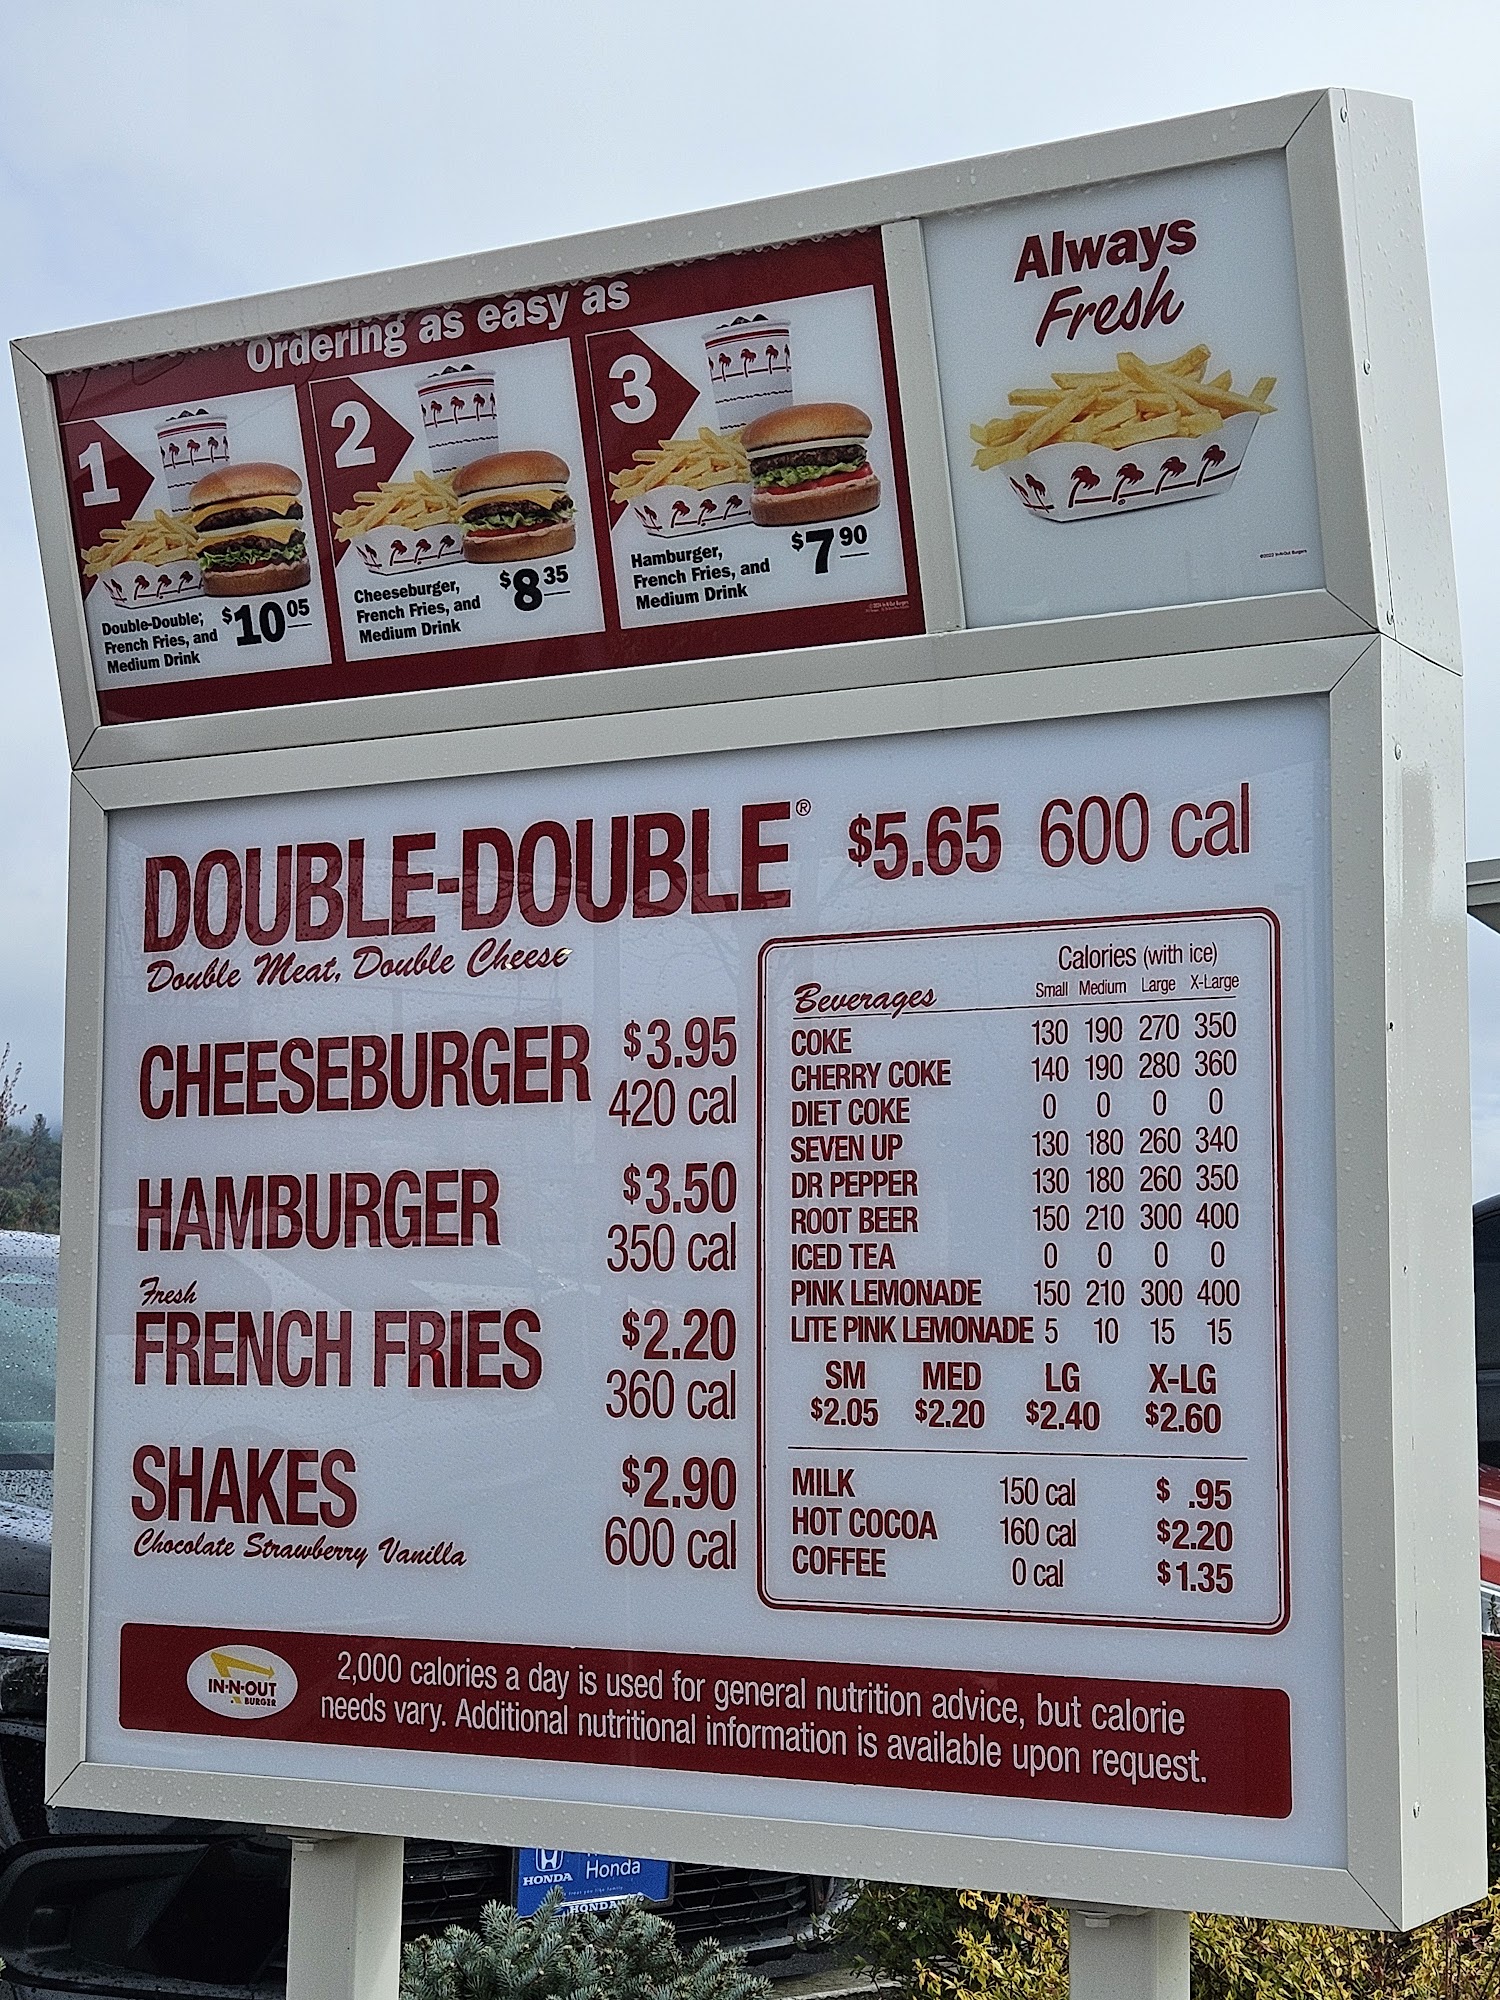 Ordering as easy as
1
Double-Double,
French Fries, and
Medium Drink
$10 05
2
Cheeseburger,
French Fries, and
Medium Drink
$8 35
3
Hamburger,
French Fries, and
Medium Drink
$7 90
Always
Fresh
DOUBLE-DOUBLE® $5.65 600 cal
Double Meat, Double Cheese
CHEESEBURGER $3.95
420 cal
HAMBURGER $3.50
350 cal
Fresh
FRENCH FRIES $2.20
360 cal
SHAKES $2.90
Chocolate Strawberry Vanilla 600 cal
Calories (with ice)
Beverages Small Medium Large X-Large
COKE 130 190 270 350
CHERRY COKE 140 190 280 360
DIET COKE 0 0 0 0
SEVEN UP 130 180 260 340
DR PEPPER 130 180 260 350
ROOT BEER 150 210 300 400
ICED TEA 0 0 0 0
PINK LEMONADE 150 210 300 400
LITE PINK LEMONADE 5 10 15 15
SM MED LG X-LG
$2.05 $2.20 $2.40 $2.60
MILK 150 cal $ .95
HOT COCOA 160 cal $2.20
COFFEE 0 cal $1.35
IN-N-OUT
BURGER
2,000 calories a day is used for general nutrition advice, but calorie
needs vary. Additional nutritional information is available upon request.
HONDA
Honda
HONDA